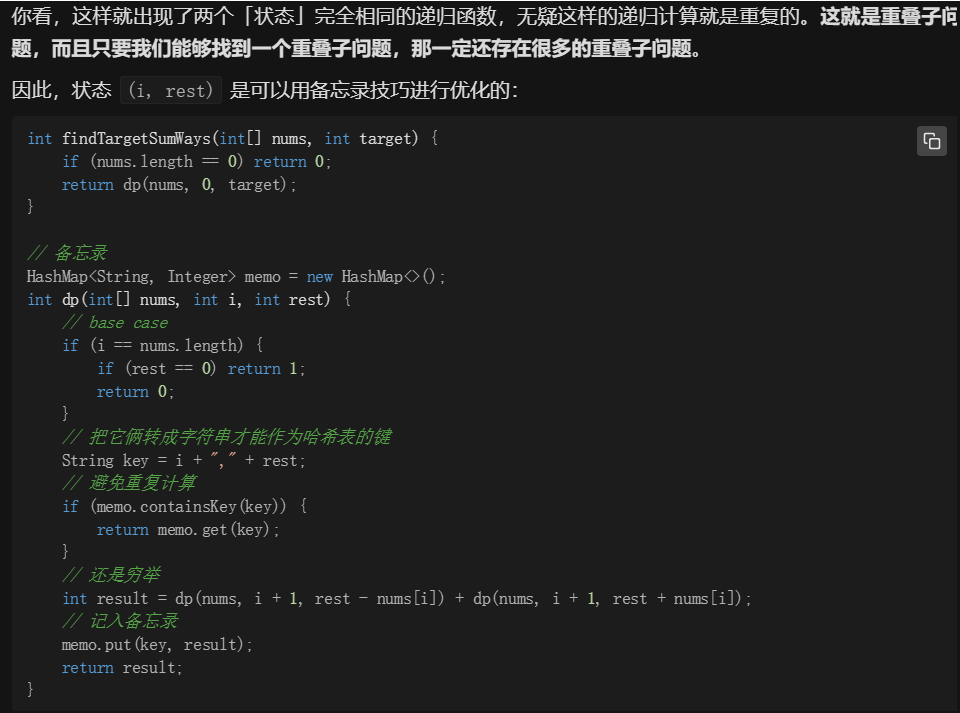 你看，这样就出现了两个「状态」完全相同的递归函数，无疑这样的递归计算就是重复的。这就是重叠子问
题，而且只要我们能够找到一个重叠子问题，那一定还存在很多的重叠子问题。
因此，状态 (i, rest) 是可以用备忘录技巧进行优化的：
int findTargetSumWays(int[] nums, int target) {
    if (nums.length == 0) return 0;
    return dp(nums, 0, target);
}
// 备忘录
HashMap<String, Integer> memo = new HashMap<>();
int dp(int[] nums, int i, int rest) {
    // base case
    if (i == nums.length) {
        if (rest == 0) return 1;
        return 0;
    }
    // 把它俩转成字符串才能作为哈希表的键
    String key = i + "," + rest;
    // 避免重复计算
    if (memo.containsKey(key)) {
        return memo.get(key);
    }
    // 还是穷举
    int result = dp(nums, i + 1, rest - nums[i]) + dp(nums, i + 1, rest + nums[i]);
    // 记入备忘录
    memo.put(key, result);
    return result;
}